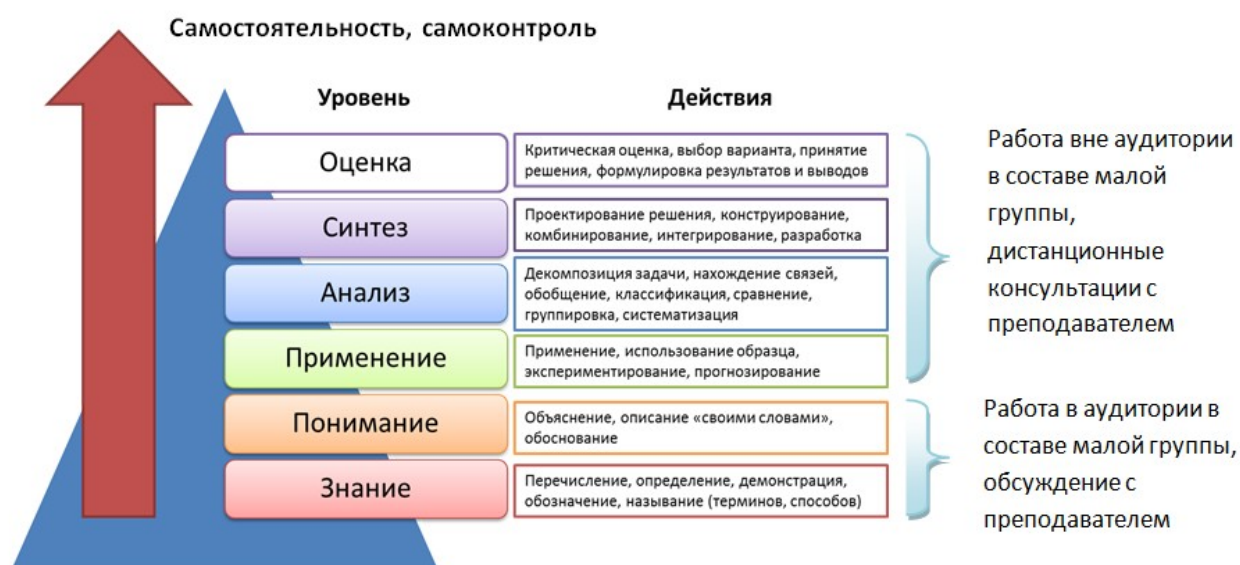 Самостоятельность, самоконтроль
Уровень
Действия
Оценка
Критическая оценка, выбор варианта, принятие
решения, формулировка результатов и выводов
Синтез
Проектирование решения, конструирование,
комбинирование, интегрирование, разработка
Анализ
Декомпозиция задачи, нахождение связей,
обобщение, классификация, сравнение,
группировка, систематизация
Применение
Применение, использование образца,
экспериментирование, прогнозирование
Понимание
Объяснение, описание «своими словами»,
обоснование
Знание
Перечисление, определение, демонстрация,
обозначение, называние (терминов, способов)
Работа вне аудитории
в составе малой
группы,
дистанционные
консультации с
преподавателем
Работа в аудитории в
составе малой группы,
обсуждение с
преподавателем